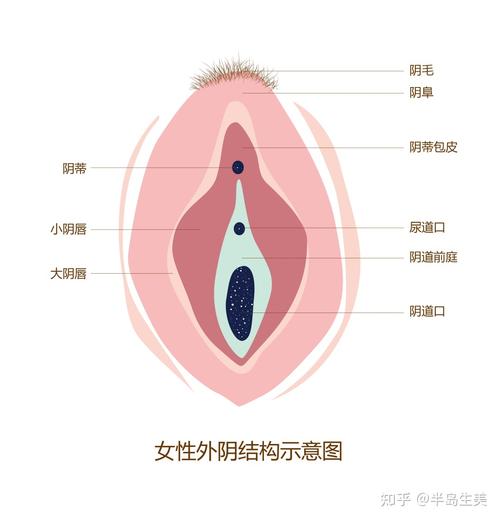 阴毛
阴阜
阴蒂包皮
阴蒂
小阴唇
尿道口
阴道前庭
大阴唇
阴道口
女性外阴结构示意图
知乎 @半岛生美